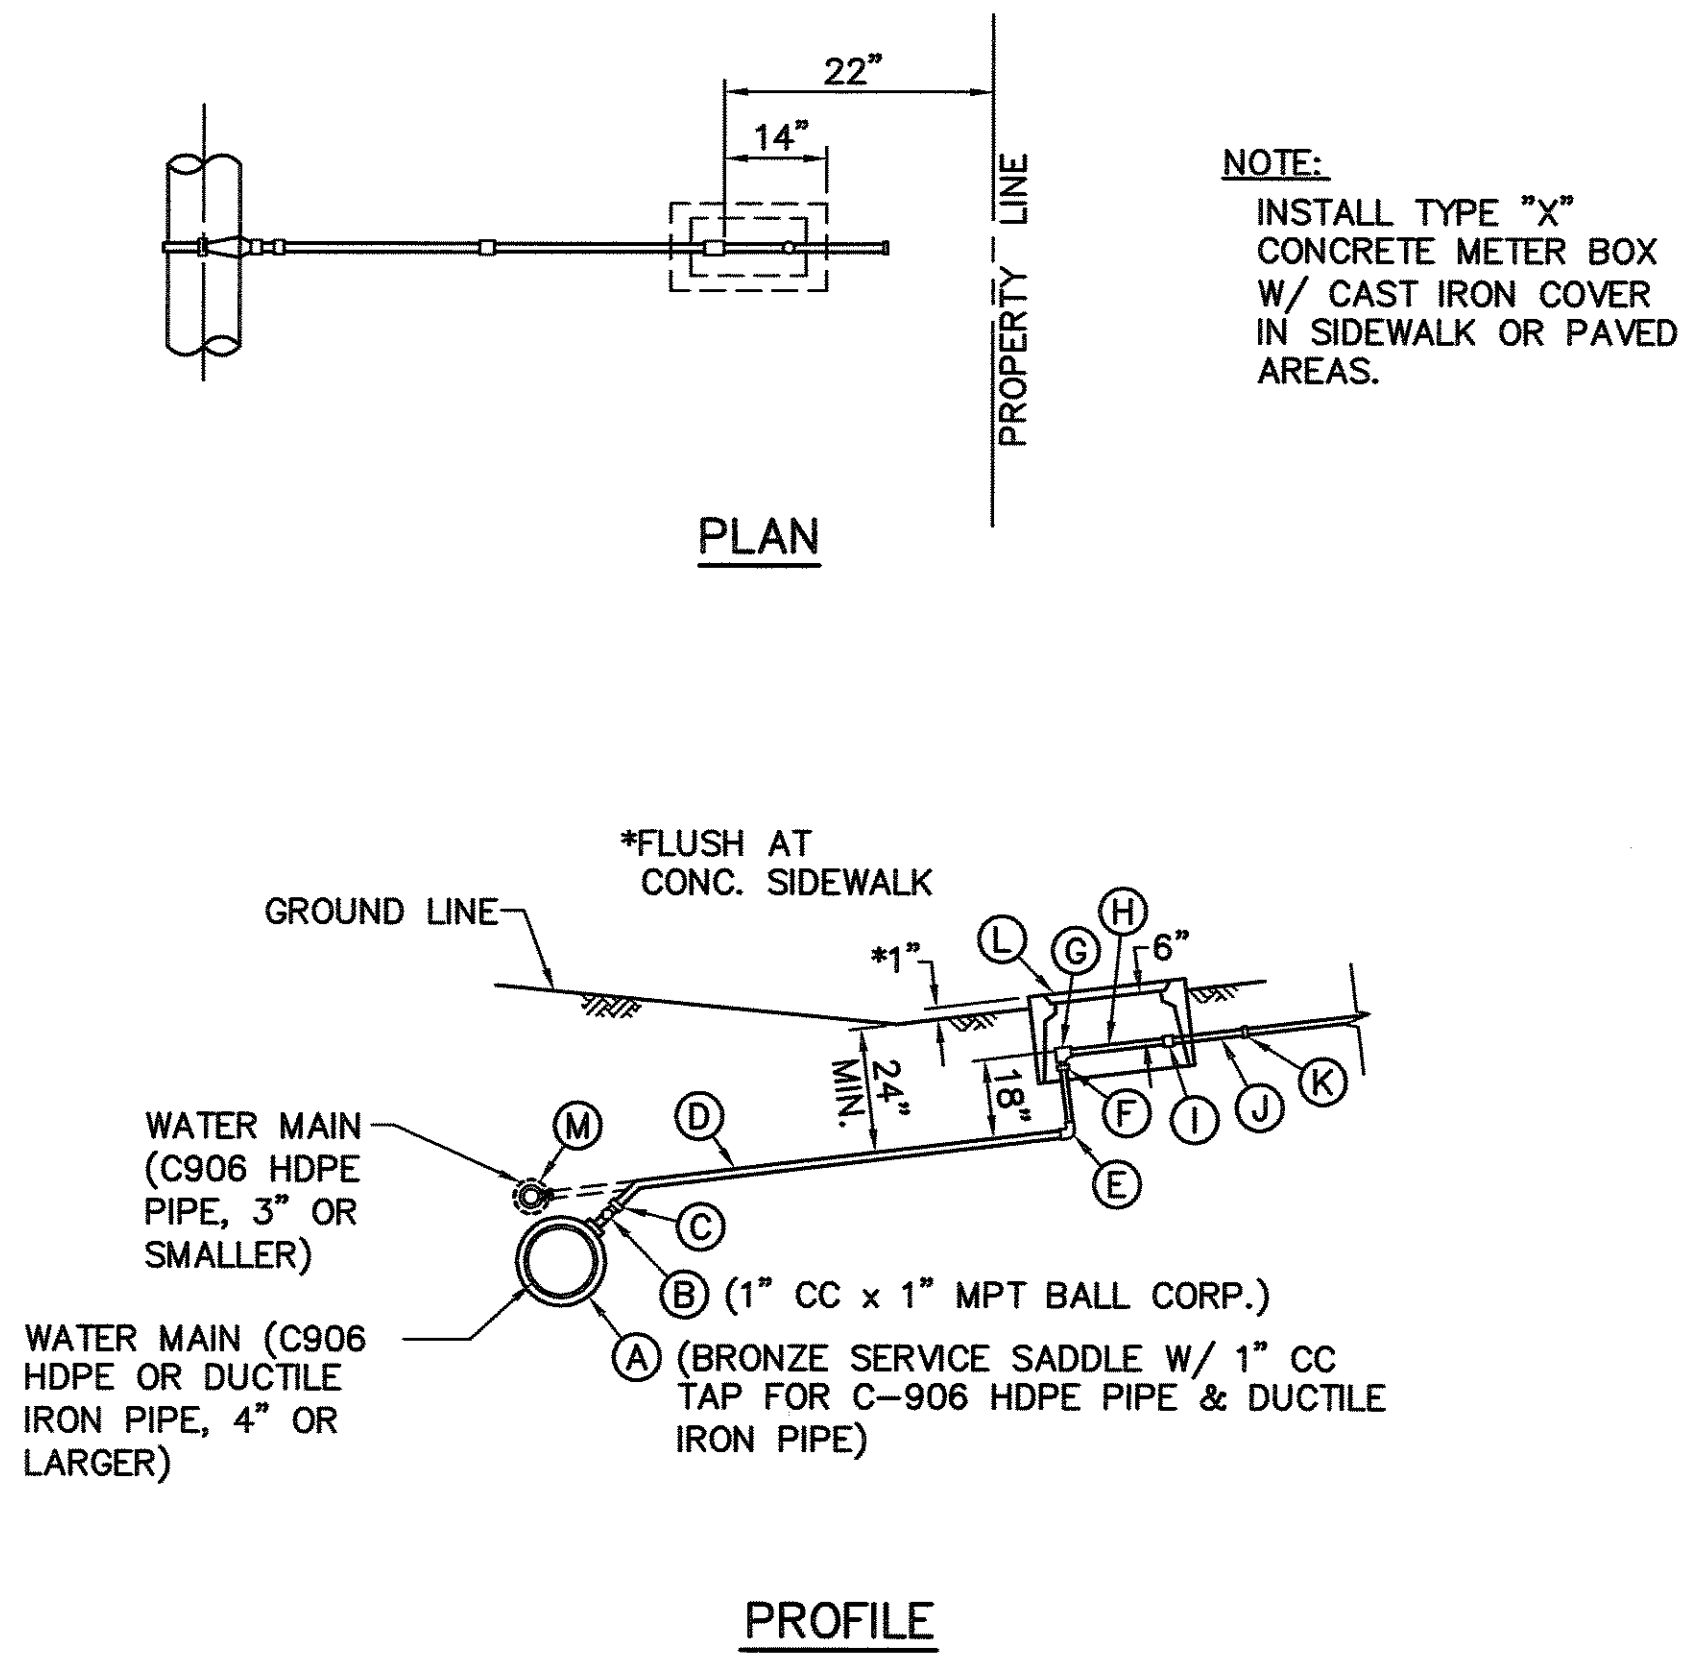 22"
14"
PROPERTY LINE
NOTE:
INSTALL TYPE "X"
CONCRETE METER BOX
W/ CAST IRON COVER
IN SIDEWALK OR PAVED
AREAS.
PLAN
*FLUSH AT
CONC. SIDEWALK
GROUND LINE
*1"
L
G
H
6"
24"
MIN.
18"
F
I
J
K
E
D
M
WATER MAIN
(C906 HDPE
PIPE, 3" OR
SMALLER)
C
B (1" CC x 1" MPT BALL CORP.)
A (BRONZE SERVICE SADDLE W/ 1" CC
TAP FOR C-906 HDPE PIPE & DUCTILE
IRON PIPE)
WATER MAIN (C906
HDPE OR DUCTILE
IRON PIPE, 4" OR
LARGER)
PROFILE